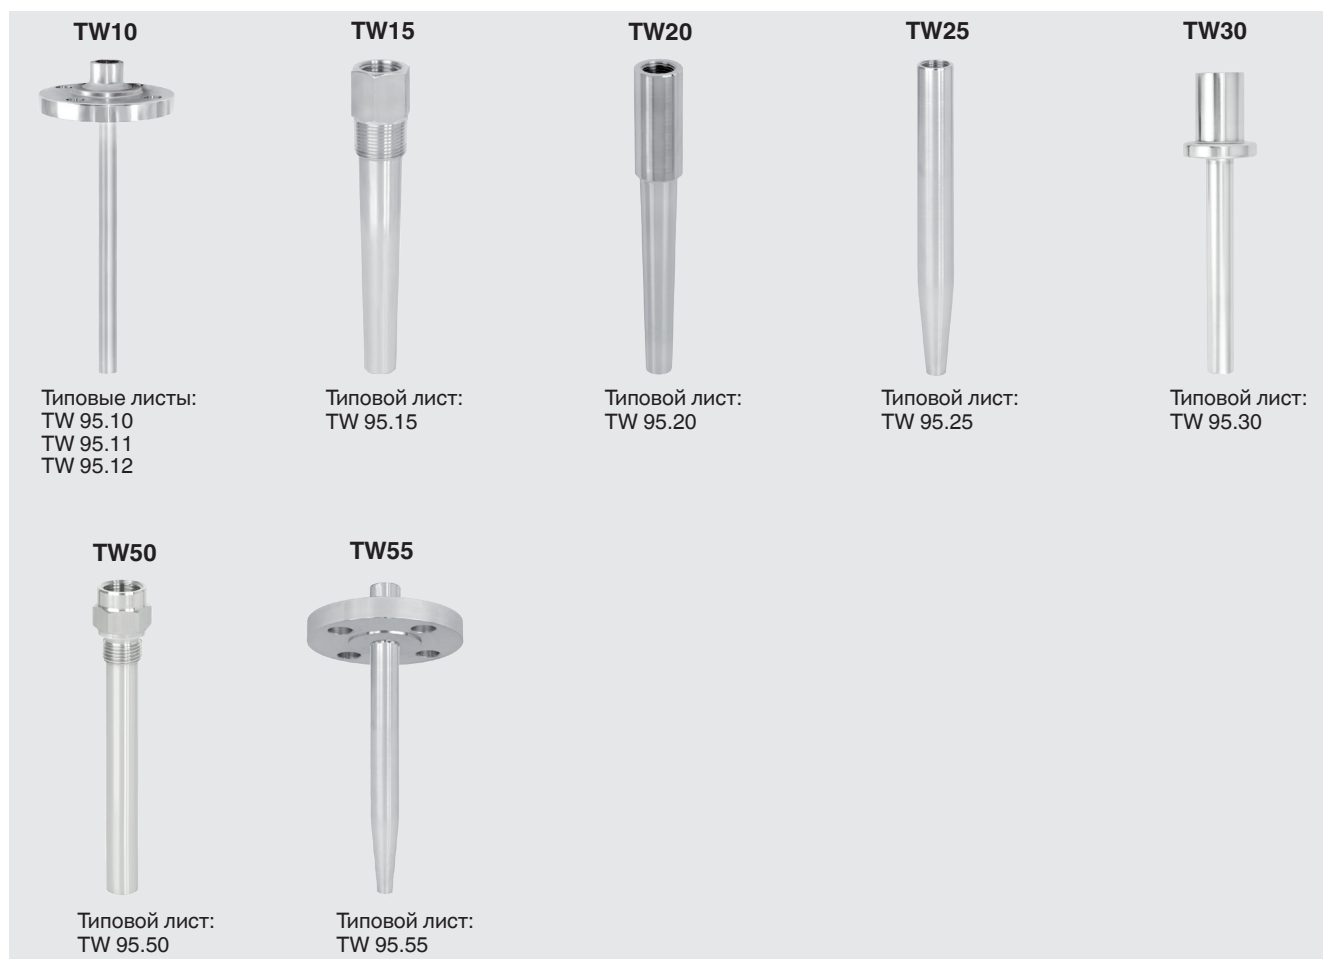 TW10
TW15
TW20
TW25
TW30
Типовые листы:
TW 95.10
TW 95.11
TW 95.12
Типовой лист:
TW 95.15
Типовой лист:
TW 95.20
Типовой лист:
TW 95.25
Типовой лист:
TW 95.30
TW50
TW55
Типовой лист:
TW 95.50
Типовой лист:
TW 95.55